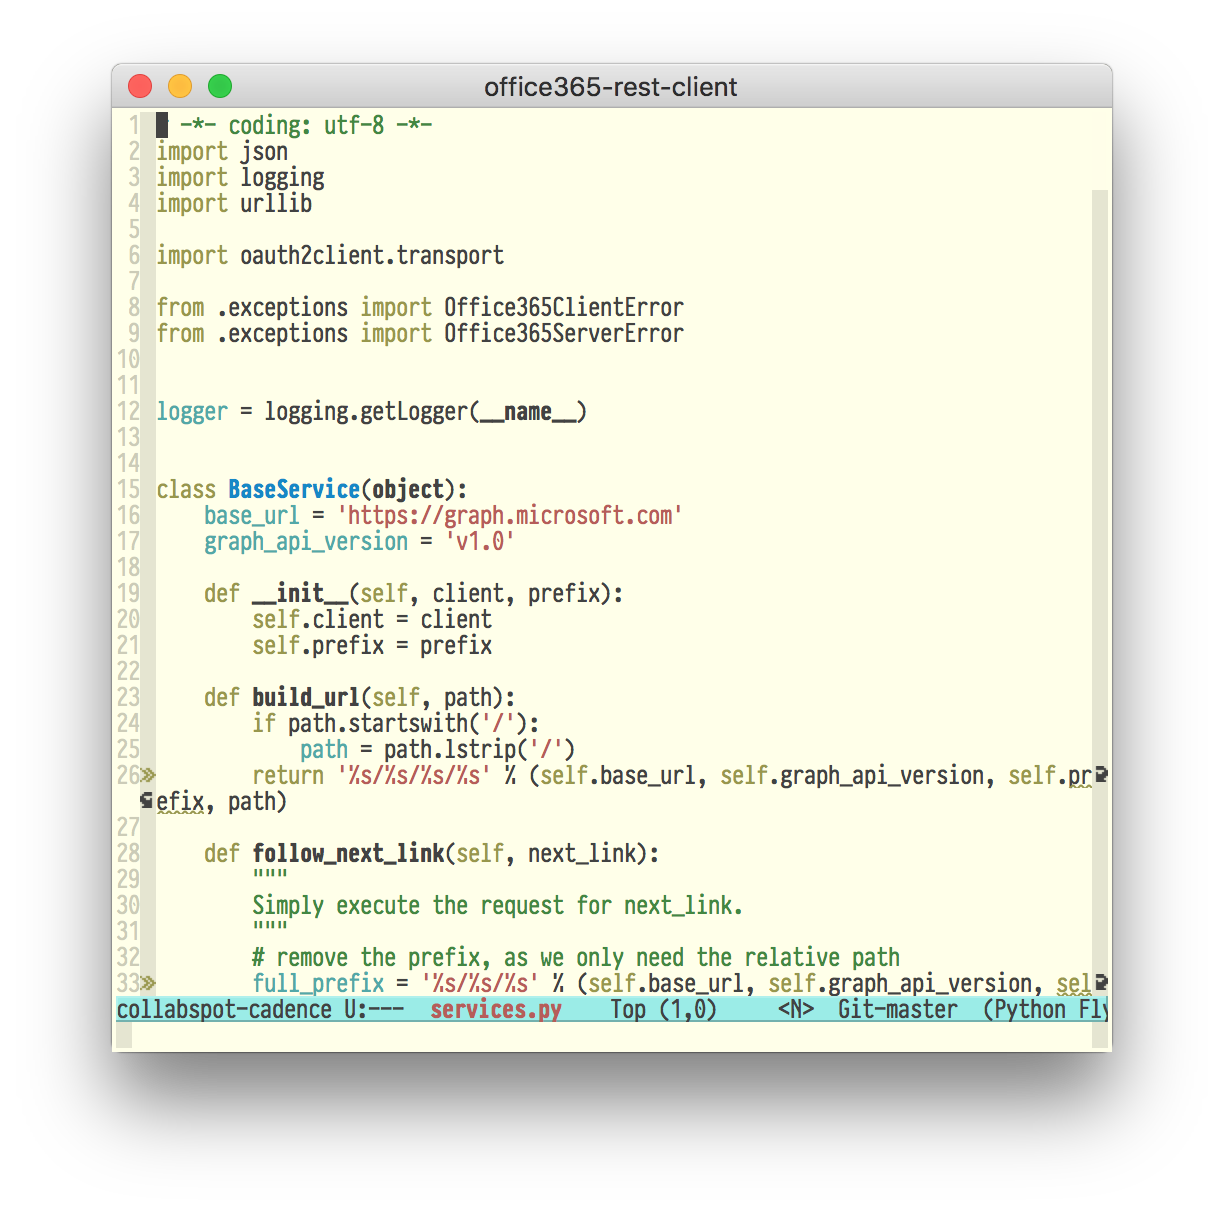 office365-rest-client
1 -*- coding: utf-8 -*-
2 import json
3 import logging
4 import urllib
5
6 import oauth2client.transport
7
8 from .exceptions import Office365ClientError
9 from .exceptions import Office365ServerError
10
11
12 logger = logging.getLogger(__name__)
13
14
15 class BaseService(object):
16     base_url = 'https://graph.microsoft.com'
17     graph_api_version = 'v1.0'
18
19     def __init__(self, client, prefix):
20         self.client = client
21         self.prefix = prefix
22
23     def build_url(self, path):
24         if path.startswith('/'):
25             path = path.lstrip('/')
26»        return '%s/%s/%s/%s' % (self.base_url, self.graph_api_version, self.pr
efix, path)
27
28     def follow_next_link(self, next_link):
29         """
30         Simply execute the request for next_link.
31         """
32         # remove the prefix, as we only need the relative path
33»        full_prefix = '%s/%s/%s' % (self.base_url, self.graph_api_version, sel
collabspot-cadence U:---  services.py    Top (1,0)     <N>  Git-master  (Python Fly